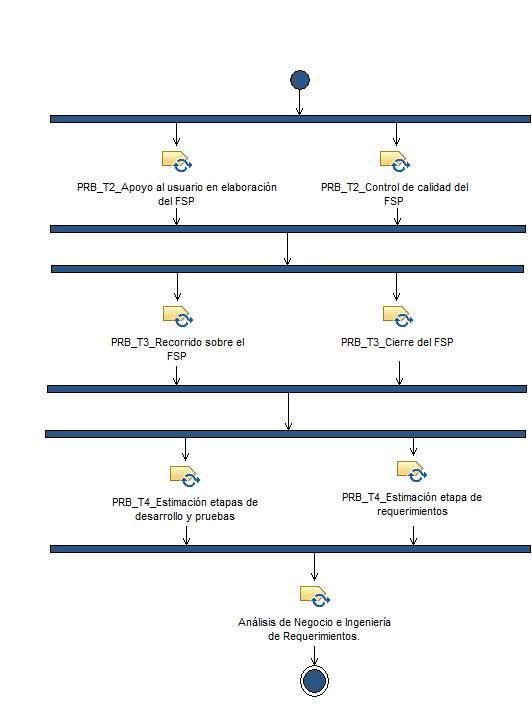 PRB_T2_Apoyo al usuario en elaboración
del FSP
PRB_T2_Control de calidad del
FSP
PRB_T3_Recorrido sobre el
FSP
PRB_T3_Cierre del FSP
PRB_T4_Estimación etapas de
desarrollo y pruebas
PRB_T4_Estimación etapa de
requerimientos
Análisis de Negocio e Ingeniería
de Requerimientos.